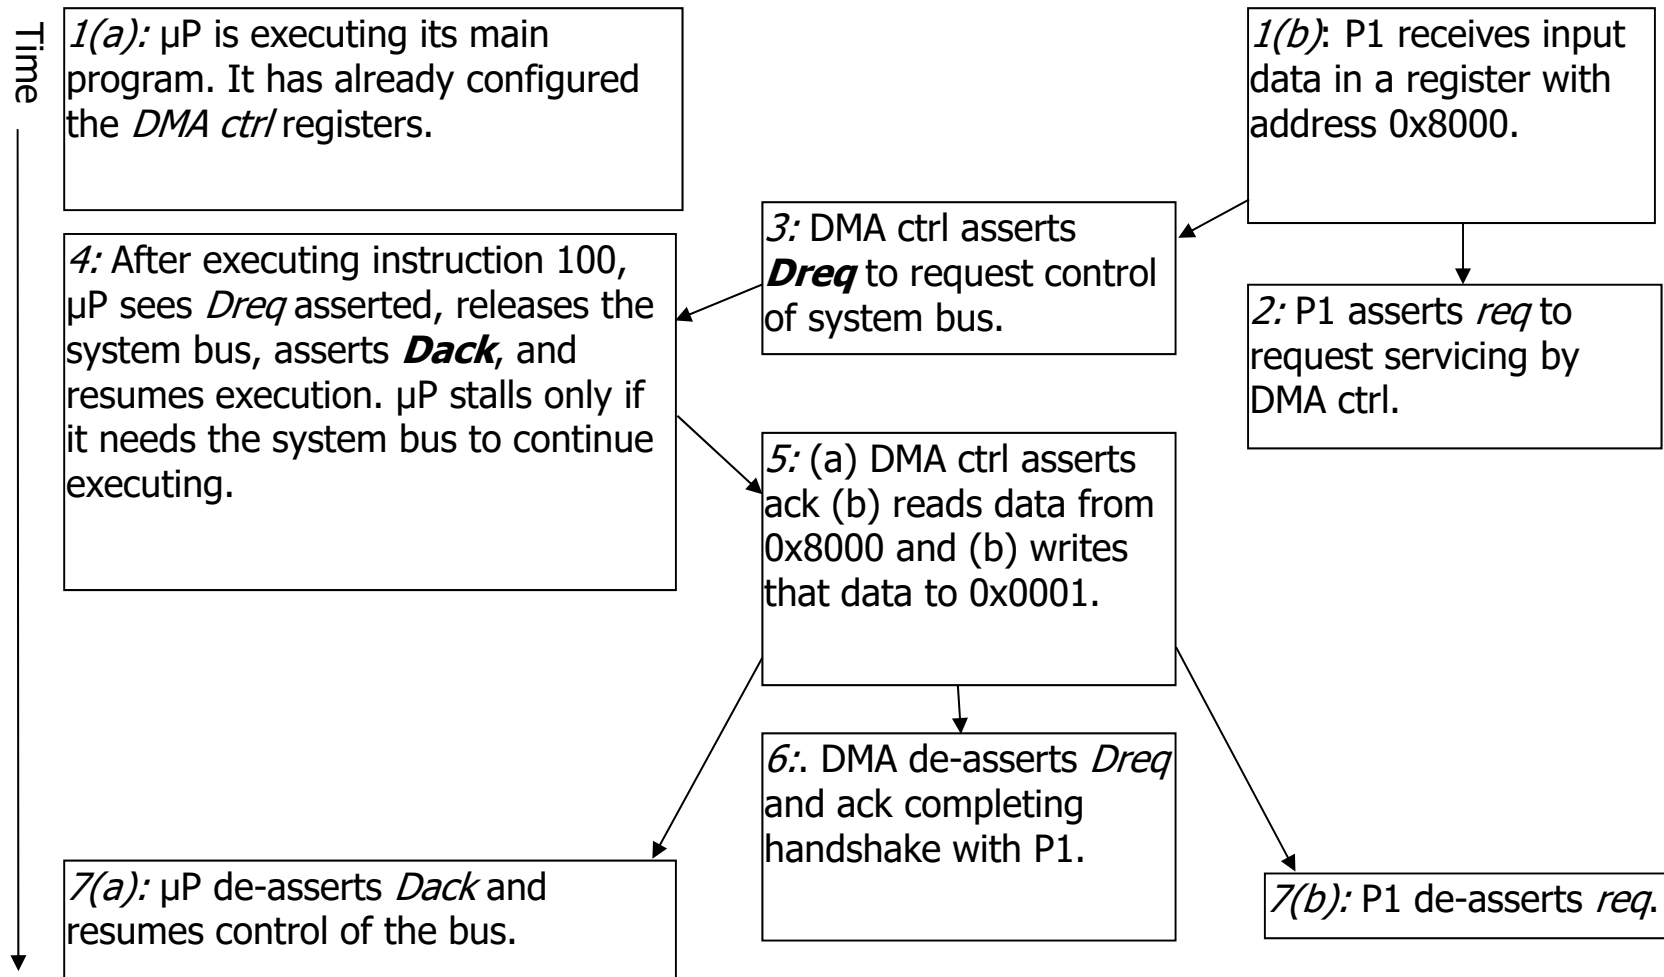 Time
1(a): µP is executing its main
program. It has already configured
the DMA ctrl registers.
1(b): P1 receives input
data in a register with
address 0x8000.
2: P1 asserts req to
request servicing by
DMA ctrl.
3: DMA ctrl asserts
Dreq to request control
of system bus.
4: After executing instruction 100,
µP sees Dreq asserted, releases the
system bus, asserts Dack, and
resumes execution. µP stalls only if
it needs the system bus to continue
executing.
5: (a) DMA ctrl asserts
ack (b) reads data from
0x8000 and (b) writes
that data to 0x0001.
6:. DMA de-asserts Dreq
and ack completing
handshake with P1.
7(a): µP de-asserts Dack and
resumes control of the bus.
7(b): P1 de-asserts req.